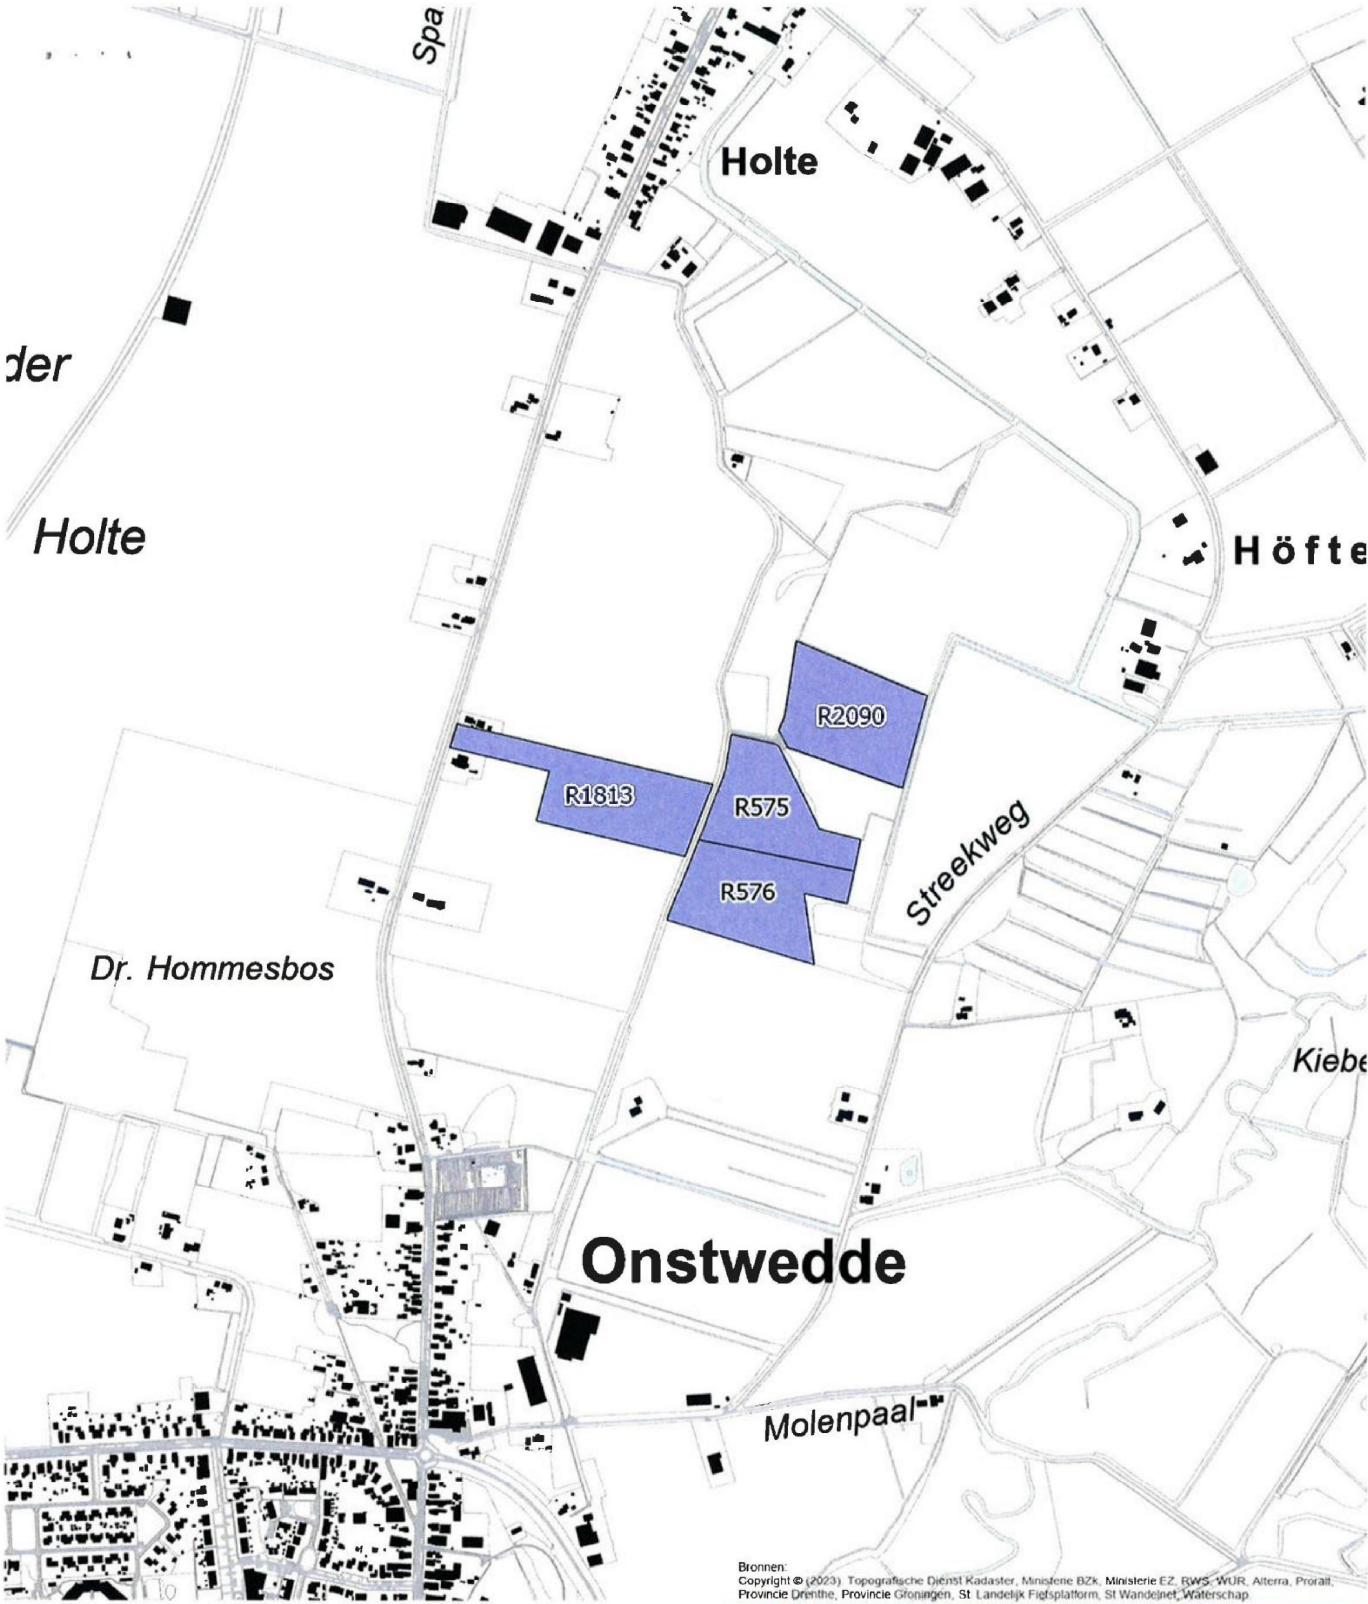 Spa
Holte
der
Holte
Höfte
R2090
R1813
R575
R576
Streekweg
Dr. Hommesbos
Kiebe
Onstwedde
Molenpaal
Bronnen:
Copyright © (2023) Topografische Dienst Kadaster, Ministerie BZk, Ministerie EZ, RWS, WUR, Alterra, Prorail,
Provincie Drenthe, Provincie Groningen, St Landelijk Fietsplatform, St Wandelnet, Waterschap